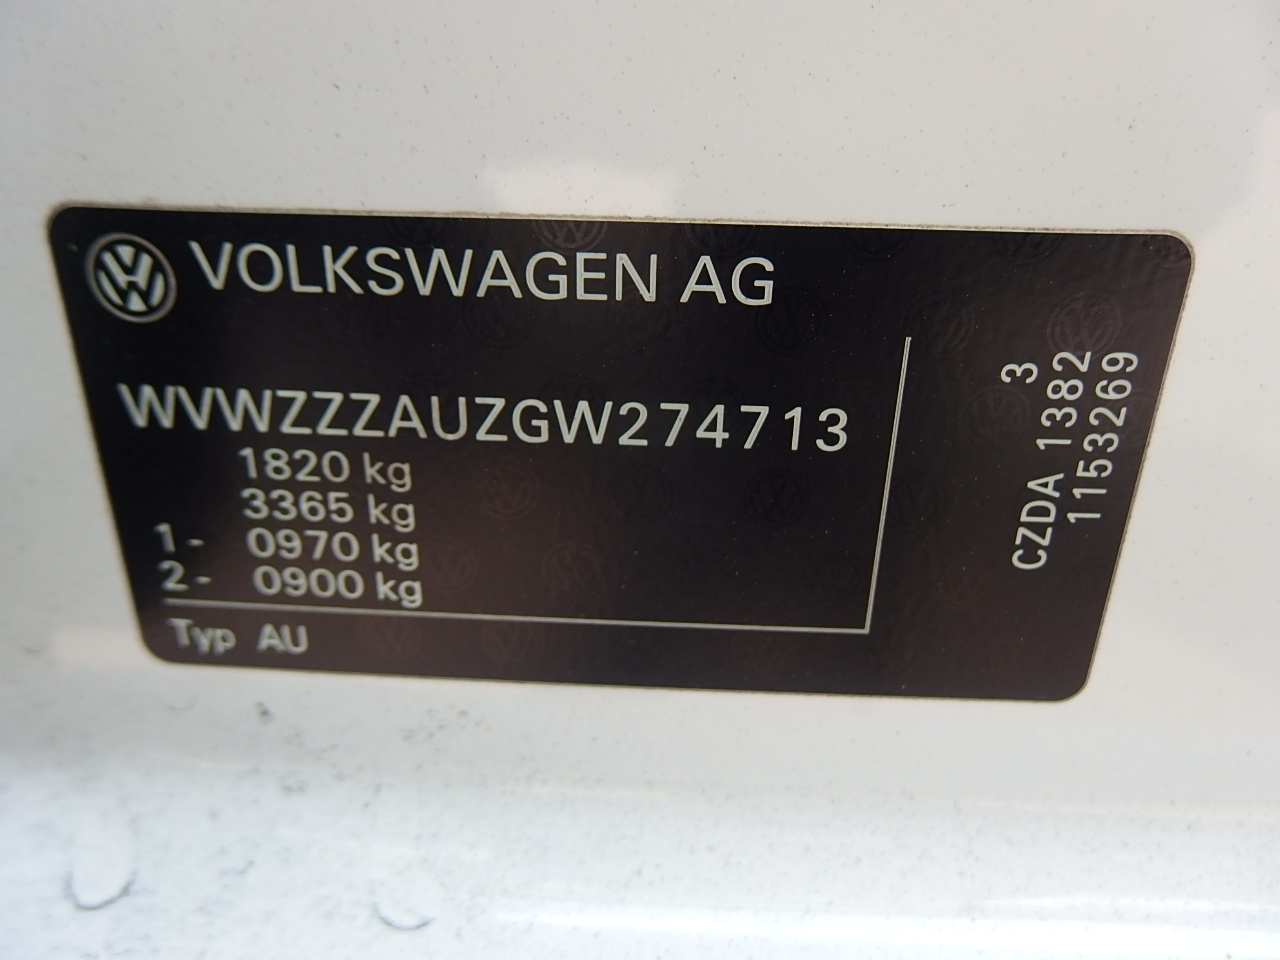 VOLKSWAGEN AG
WVWZZZAUZGW274713
1820 kg
3365 kg
1- 0970 kg
2- 0900 kg
Typ AU
3
CZDA 1382
1153269